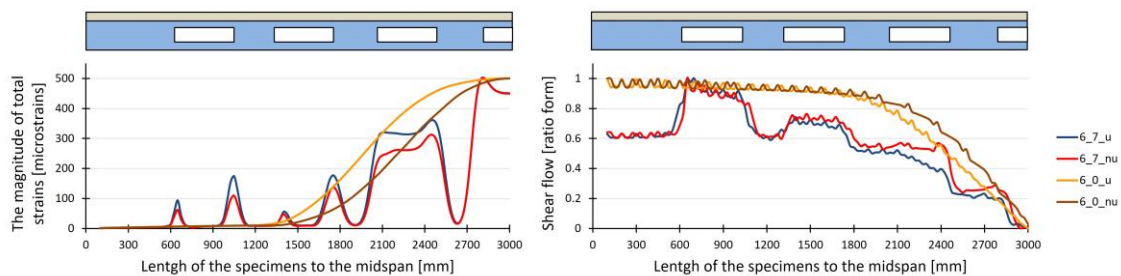 The magnitude of total
strains [microstrains]
500
400
300
200
100
0
0 300 600 900 1200 1500 1800 2100 2400 2700 3000
Lentgh of the specimens to the midspan [mm]
Shear flow [ratio form]
1
0.8
0.6
0.4
0.2
0
0 300 600 900 1200 1500 1800 2100 2400 2700 3000
Lentgh of the specimens to the midspan [mm]
6_7_u
6_7_nu
6_0_u
6_0_nu